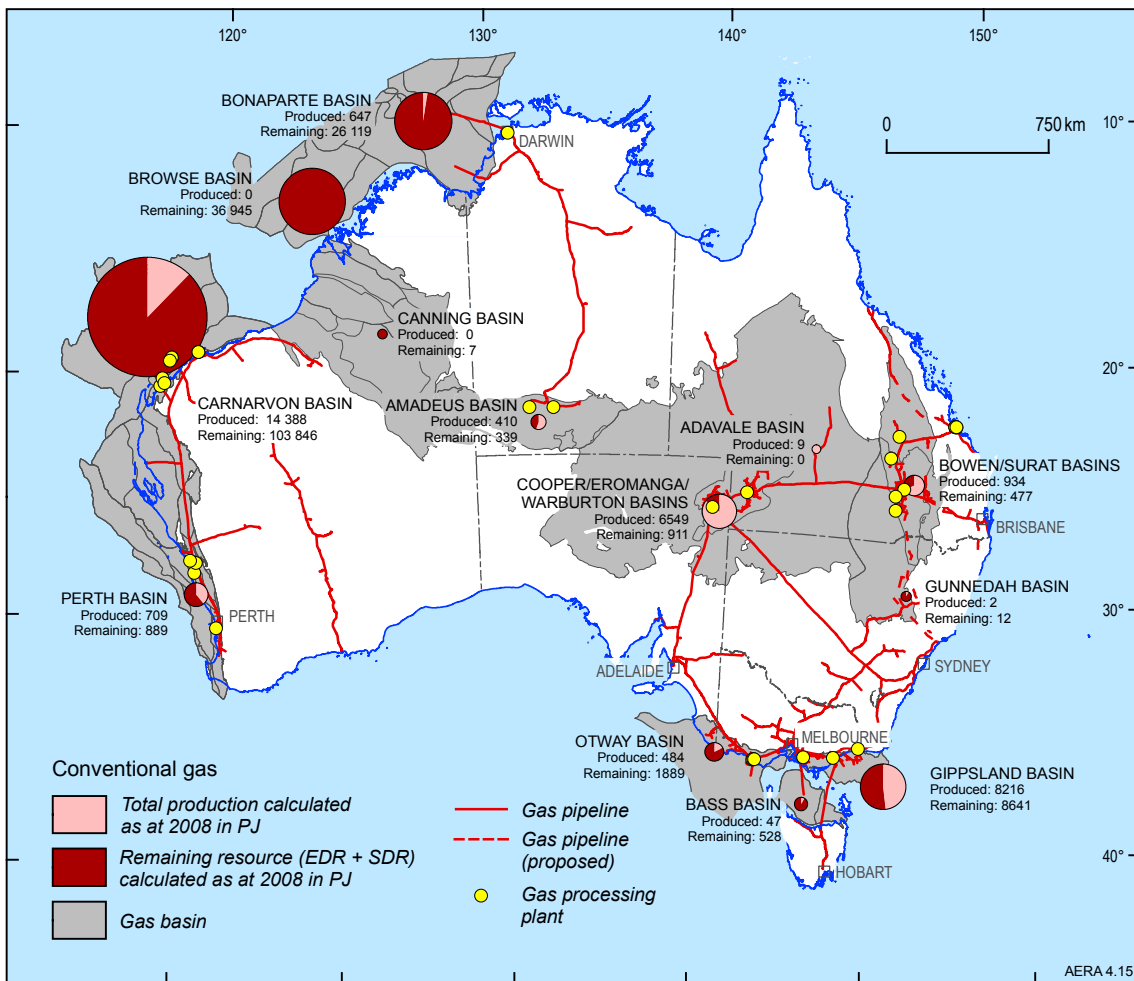 120°
130°
140°
150°
BONAPARTE BASIN
Produced: 647
Remaining: 26 119
DARWIN
0
750 km
10°
BROWSE BASIN
Produced: 0
Remaining: 36 945
CANNING BASIN
Produced: 0
Remaining: 7
20°
CARNARVON BASIN
Produced: 14 388
Remaining: 103 846
AMADEUS BASIN
Produced: 410
Remaining: 339
ADAVALE BASIN
Produced: 9
Remaining: 0
COOPER/EROMANGA/
WARBURTON BASINS
Produced: 6549
Remaining: 911
BOWEN/SURAT BASINS
Produced: 934
Remaining: 477
BRISBANE
PERTH BASIN
Produced: 709
Remaining: 889
PERTH
GUNNEDAH BASIN
Produced: 2
Remaining: 12
30°
ADELAIDE
SYDNEY
OTWAY BASIN
Produced: 484
Remaining: 1889
MELBOURNE
GIPPSLAND BASIN
Produced: 8216
Remaining: 8641
BASS BASIN
Produced: 47
Remaining: 528
40°
HOBART
Conventional gas
Total production calculated
as at 2008 in PJ
Remaining resource (EDR + SDR)
calculated as at 2008 in PJ
Gas basin
Gas pipeline
Gas pipeline
(proposed)
Gas processing
plant
AERA 4.15